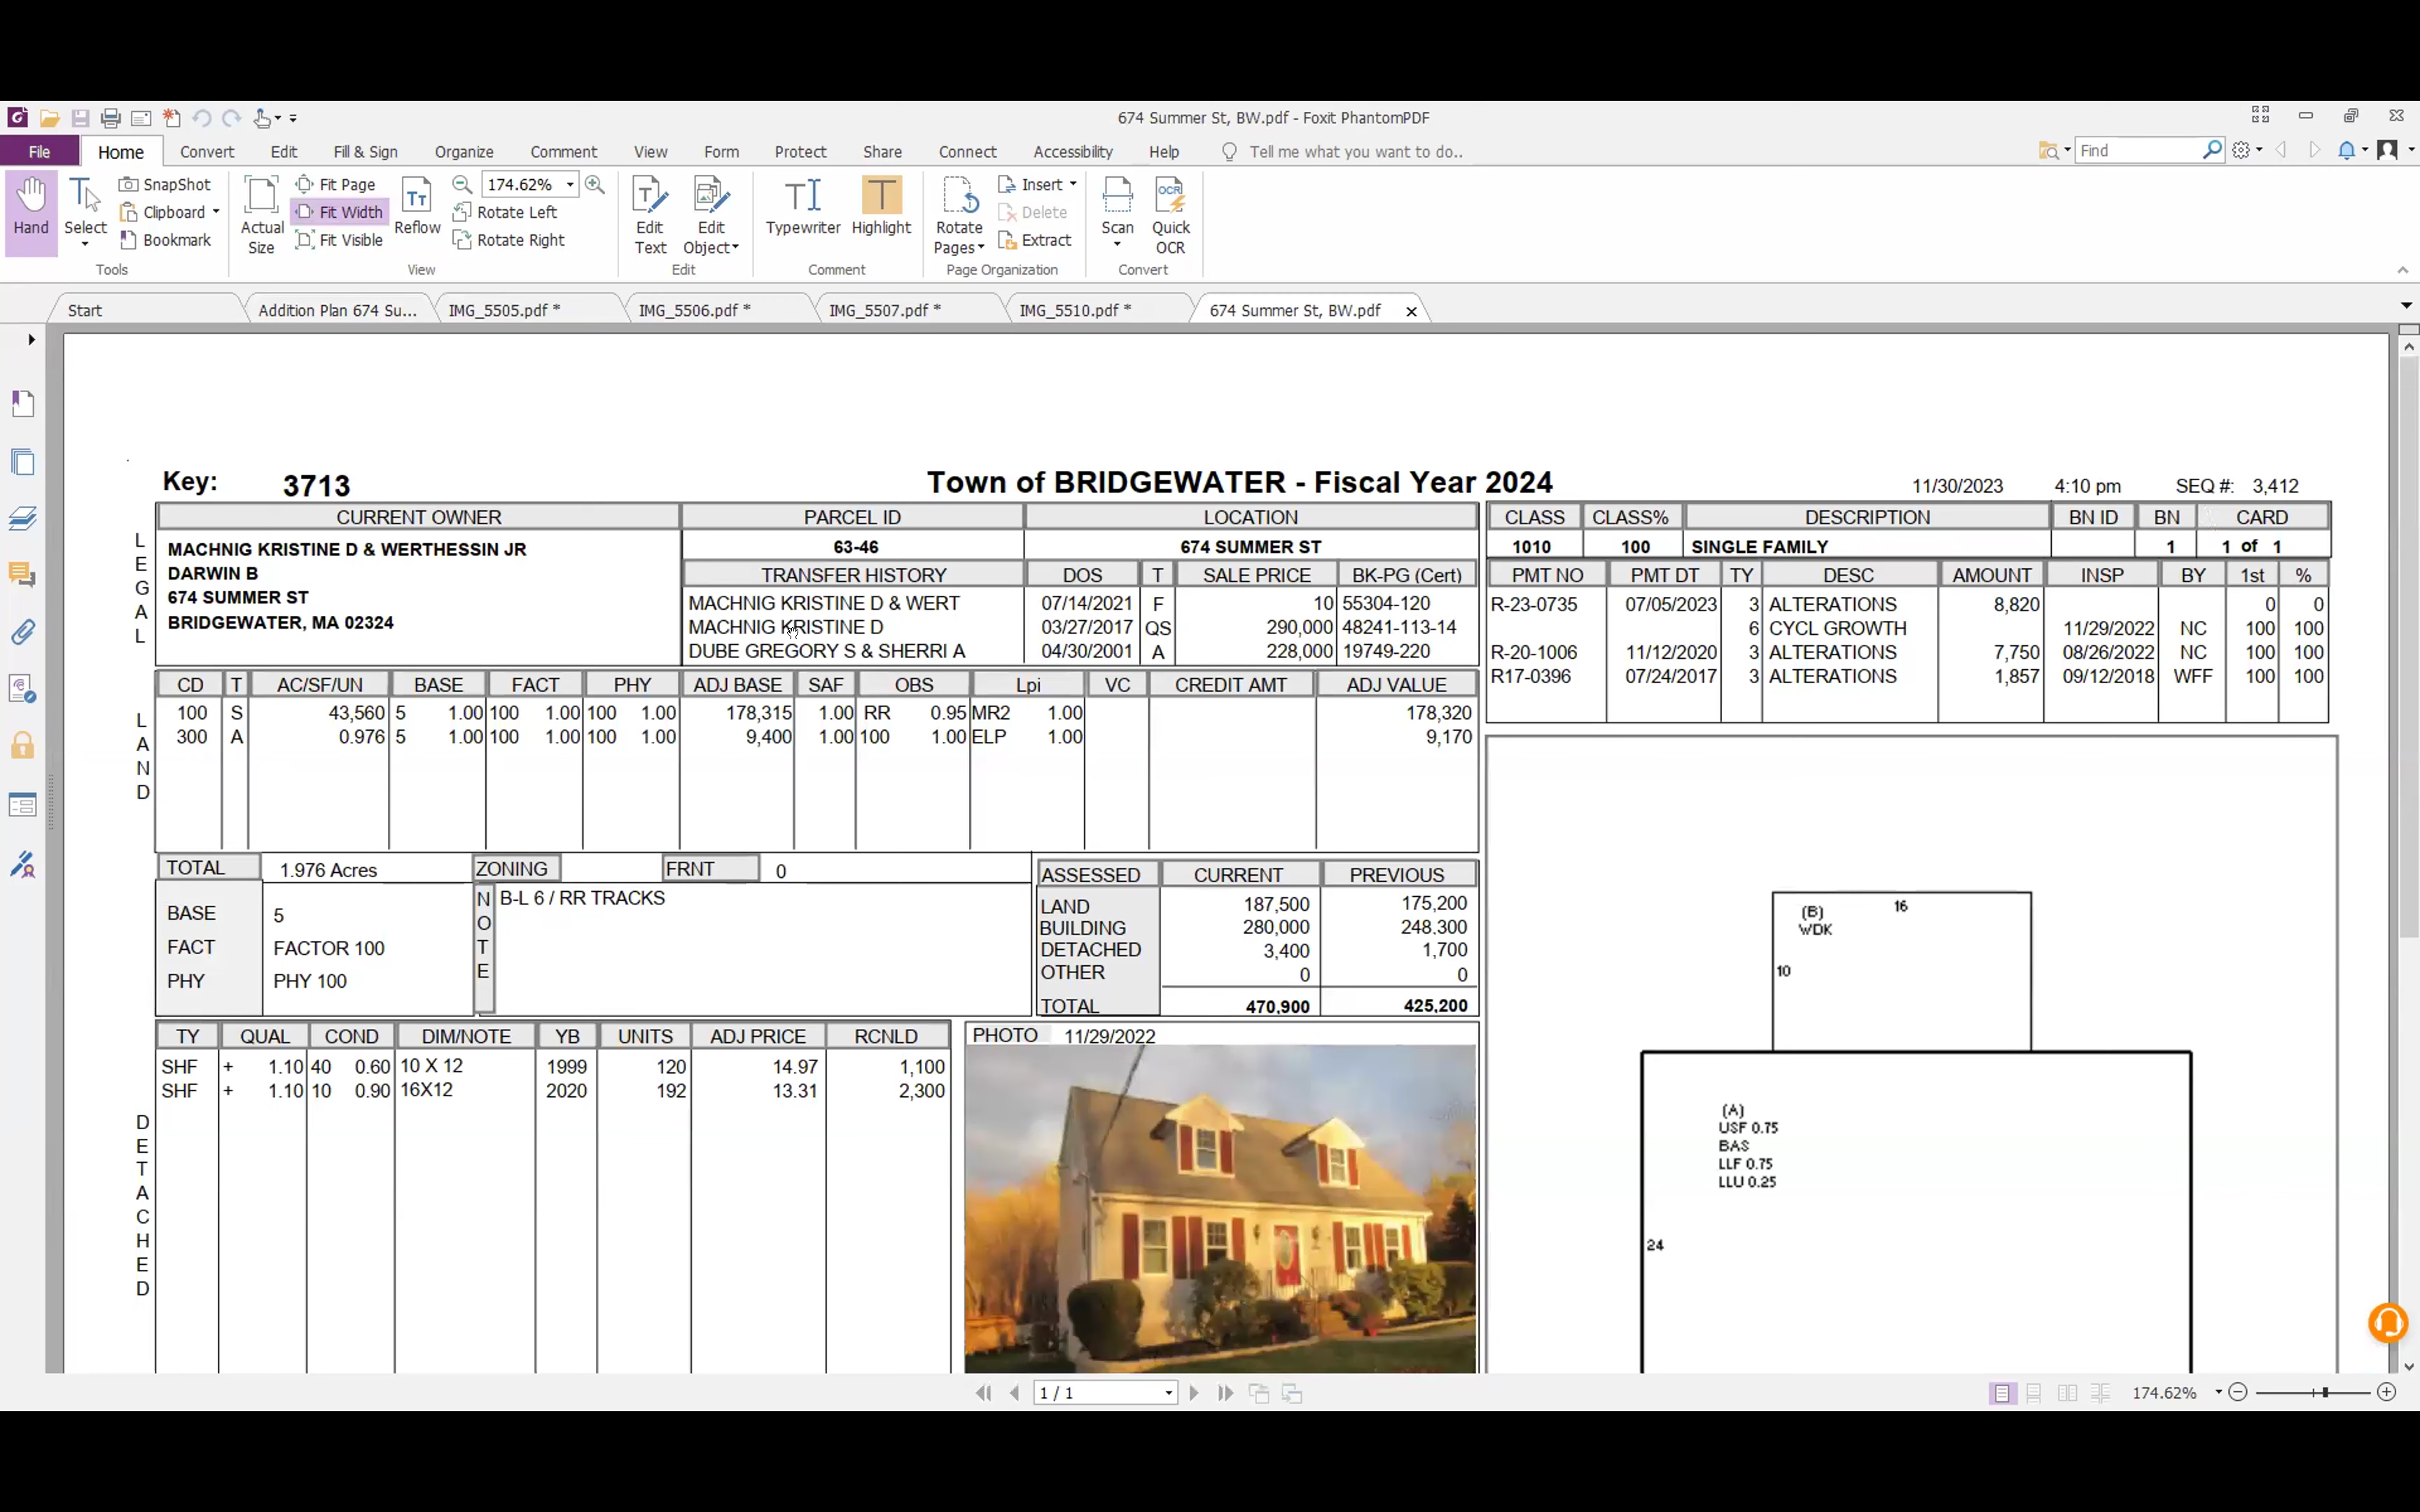 674 Summer St, BW.pdf - Foxit PhantomPDF
File Home Convert Edit Fill & Sign Organize Comment View Form Protect Share Connect Accessibility Help Tell me what you want to do.. Find
Hand Select SnapShot Clipboard Bookmark
Actual Size Fit Page Fit Width Fit Visible Reflow 174.62% Rotate Left Rotate Right
Edit Text Edit Object Typewriter Highlight Rotate Pages Insert Delete Extract Scan Quick OCR
Tools View Edit Comment Page Organization Convert
Start Addition Plan 674 Su... IMG_5505.pdf * IMG_5506.pdf * IMG_5507.pdf * IMG_5510.pdf * 674 Summer St, BW.pdf
Key: 3713 Town of BRIDGEWATER - Fiscal Year 2024 11/30/2023 4:10 pm SEQ #: 3,412
LEGAL
CURRENT OWNER
MACHNIG KRISTINE D & WERTHESSIN JR
DARWIN B
674 SUMMER ST
BRIDGEWATER, MA 02324
PARCEL ID LOCATION
63-46 674 SUMMER ST
TRANSFER HISTORY DOS T SALE PRICE BK-PG (Cert)
MACHNIG KRISTINE D & WERT 07/14/2021 F 10 55304-120
MACHNIG KRISTINE D 03/27/2017 QS 290,000 48241-113-14
DUBE GREGORY S & SHERRI A 04/30/2001 A 228,000 19749-220
CLASS CLASS% DESCRIPTION BN ID BN CARD
1010 100 SINGLE FAMILY 1 1 of 1
PMT NO PMT DT TY DESC AMOUNT INSP BY 1st %
R-23-0735 07/05/2023 3 ALTERATIONS 8,820 0 0
6 CYCL GROWTH 11/29/2022 NC 100 100
R-20-1006 11/12/2020 3 ALTERATIONS 7,750 08/26/2022 NC 100 100
R17-0396 07/24/2017 3 ALTERATIONS 1,857 09/12/2018 WFF 100 100
LAND
CD T AC/SF/UN BASE FACT PHY ADJ BASE SAF OBS Lpi VC CREDIT AMT ADJ VALUE
100 S 43,560 5 1.00 100 1.00 100 1.00 178,315 1.00 RR 0.95 MR2 1.00 178,320
300 A 0.976 5 1.00 100 1.00 100 1.00 9,400 1.00 100 1.00 ELP 1.00 9,170
TOTAL 1.976 Acres ZONING FRNT 0
BASE 5
FACT FACTOR 100
PHY PHY 100
NOTE
B-L 6 / RR TRACKS
ASSESSED CURRENT PREVIOUS
LAND 187,500 175,200
BUILDING 280,000 248,300
DETACHED 3,400 1,700
OTHER 0 0
TOTAL 470,900 425,200
DETACHED
TY QUAL COND DIM/NOTE YB UNITS ADJ PRICE RCNLD
SHF + 1.10 40 0.60 10 X 12 1999 120 14.97 1,100
SHF + 1.10 10 0.90 16X12 2020 192 13.31 2,300
PHOTO 11/29/2022
(B) 16
WDK
10
(A)
USF 0.75
BAS
LLF 0.75
LLU 0.25
24
1 / 1 174.62%